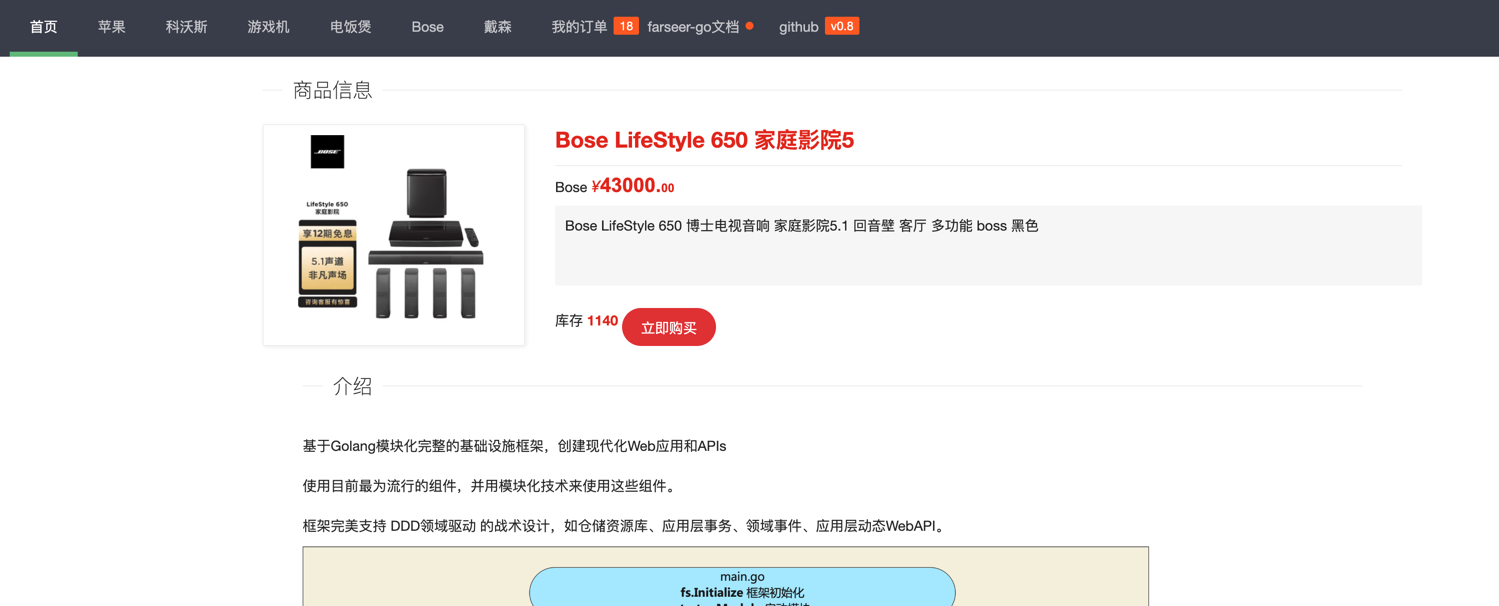 首页 苹果 科沃斯 游戏机 电饭煲 Bose 戴森 我的订单 18 farseer-go文档 github v0.8
商品信息
BOSE
LifeStyle 650
家庭影院
享12期免息
5.1声道
非凡声场
咨询客服有惊喜
Bose LifeStyle 650 家庭影院5
Bose ¥43000.00
Bose LifeStyle 650 博士电视音响 家庭影院5.1 回音壁 客厅 多功能 boss 黑色
库存 1140 立即购买
介绍
基于Golang模块化完整的基础设施框架，创建现代化Web应用和APIs
使用目前最为流行的组件，并用模块化技术来使用这些组件。
框架完美支持 DDD领域驱动 的战术设计，如仓储资源库、应用层事务、领域事件、应用层动态WebAPI。
main.go
fs.Initialize 框架初始化